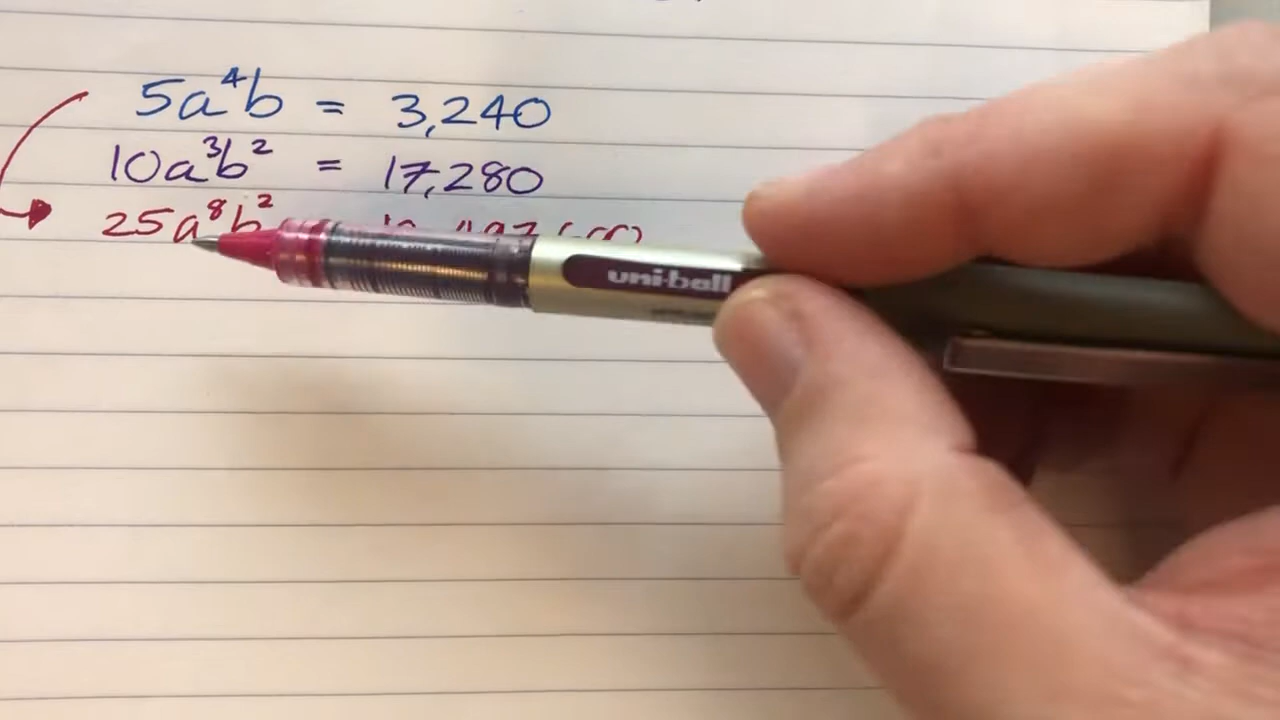 5a⁴b = 3,240
10a³b² = 17,280
25a⁸b²
uni-ball